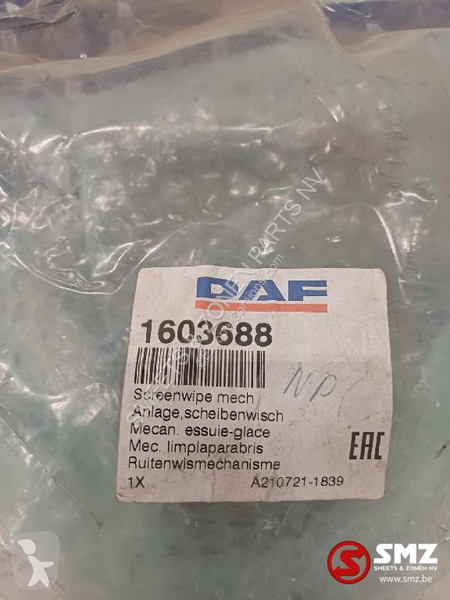 DAF
1603688
N.P
Screenwipe mech
Anlage,scheibenwisch
Mecan. essuie-glace
Mec. limplaparabris
Ruitenwismechanisme
1X
A210721-1839
EAC
SMZ
SHEETS & ZONEN NV
www.smz.be